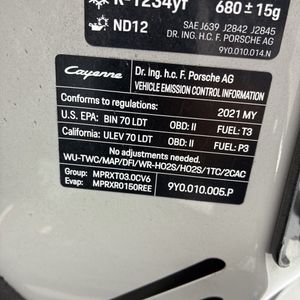 R-1234yf 680 ± 15g
ND12 SAE J639 J2842 J2845
DR. ING. H.C. F. PORSCHE AG
9Y0.010.014.N
Cayenne Dr. ing. h.c. F. Porsche AG
VEHICLE EMISSION CONTROL INFORMATION
Conforms to regulations: 2021 MY
U.S. EPA: BIN 70 LDT OBD: II FUEL: T3
California: ULEV 70 LDT OBD: II FUEL: P3
No adjustments needed.
WU-TWC/MAP/DFI/WR-HO2S/HO2S/1TC/2CAC
Group: MPRXT03.0CV6
Evap: MPRXR0150REE 9Y0.010.005.P